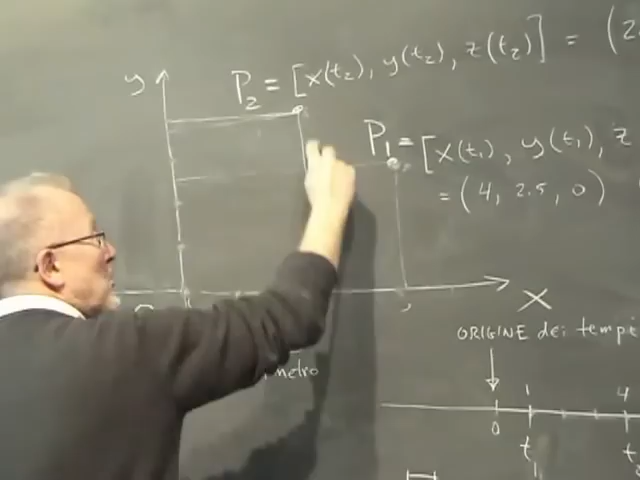 y
P₂ = [x(t₂), y(t₂), z(t₂)] = (2.
P₁ = [x(t₁), y(t₁), z
= (4, 2.5, 0)
X
ORIGINE dei tempi
metro
1 4
0
t₁ t